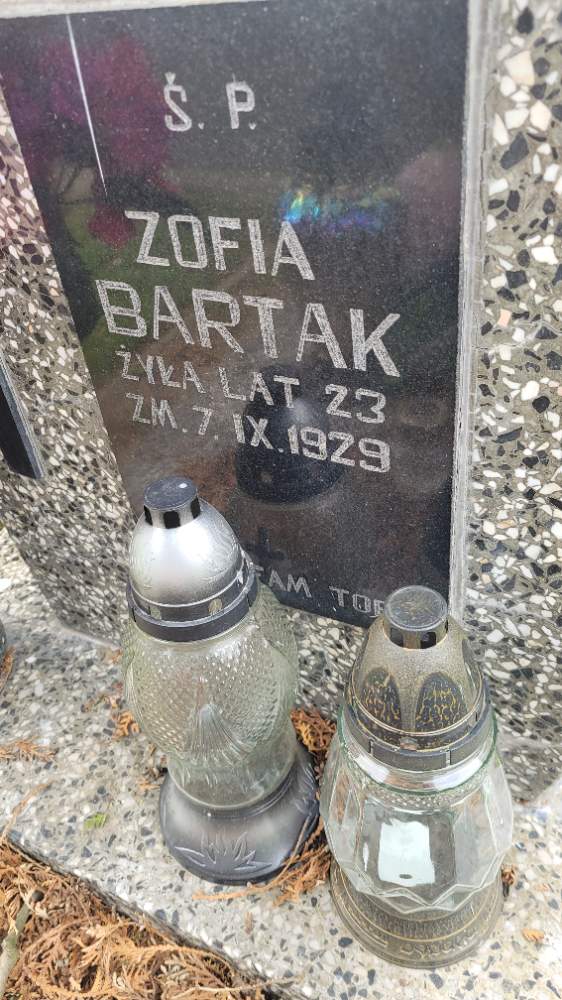 Ś. P.
ZOFIA
BARTAK
ŻYŁA LAT 23
ZM. 7. IX. 1929